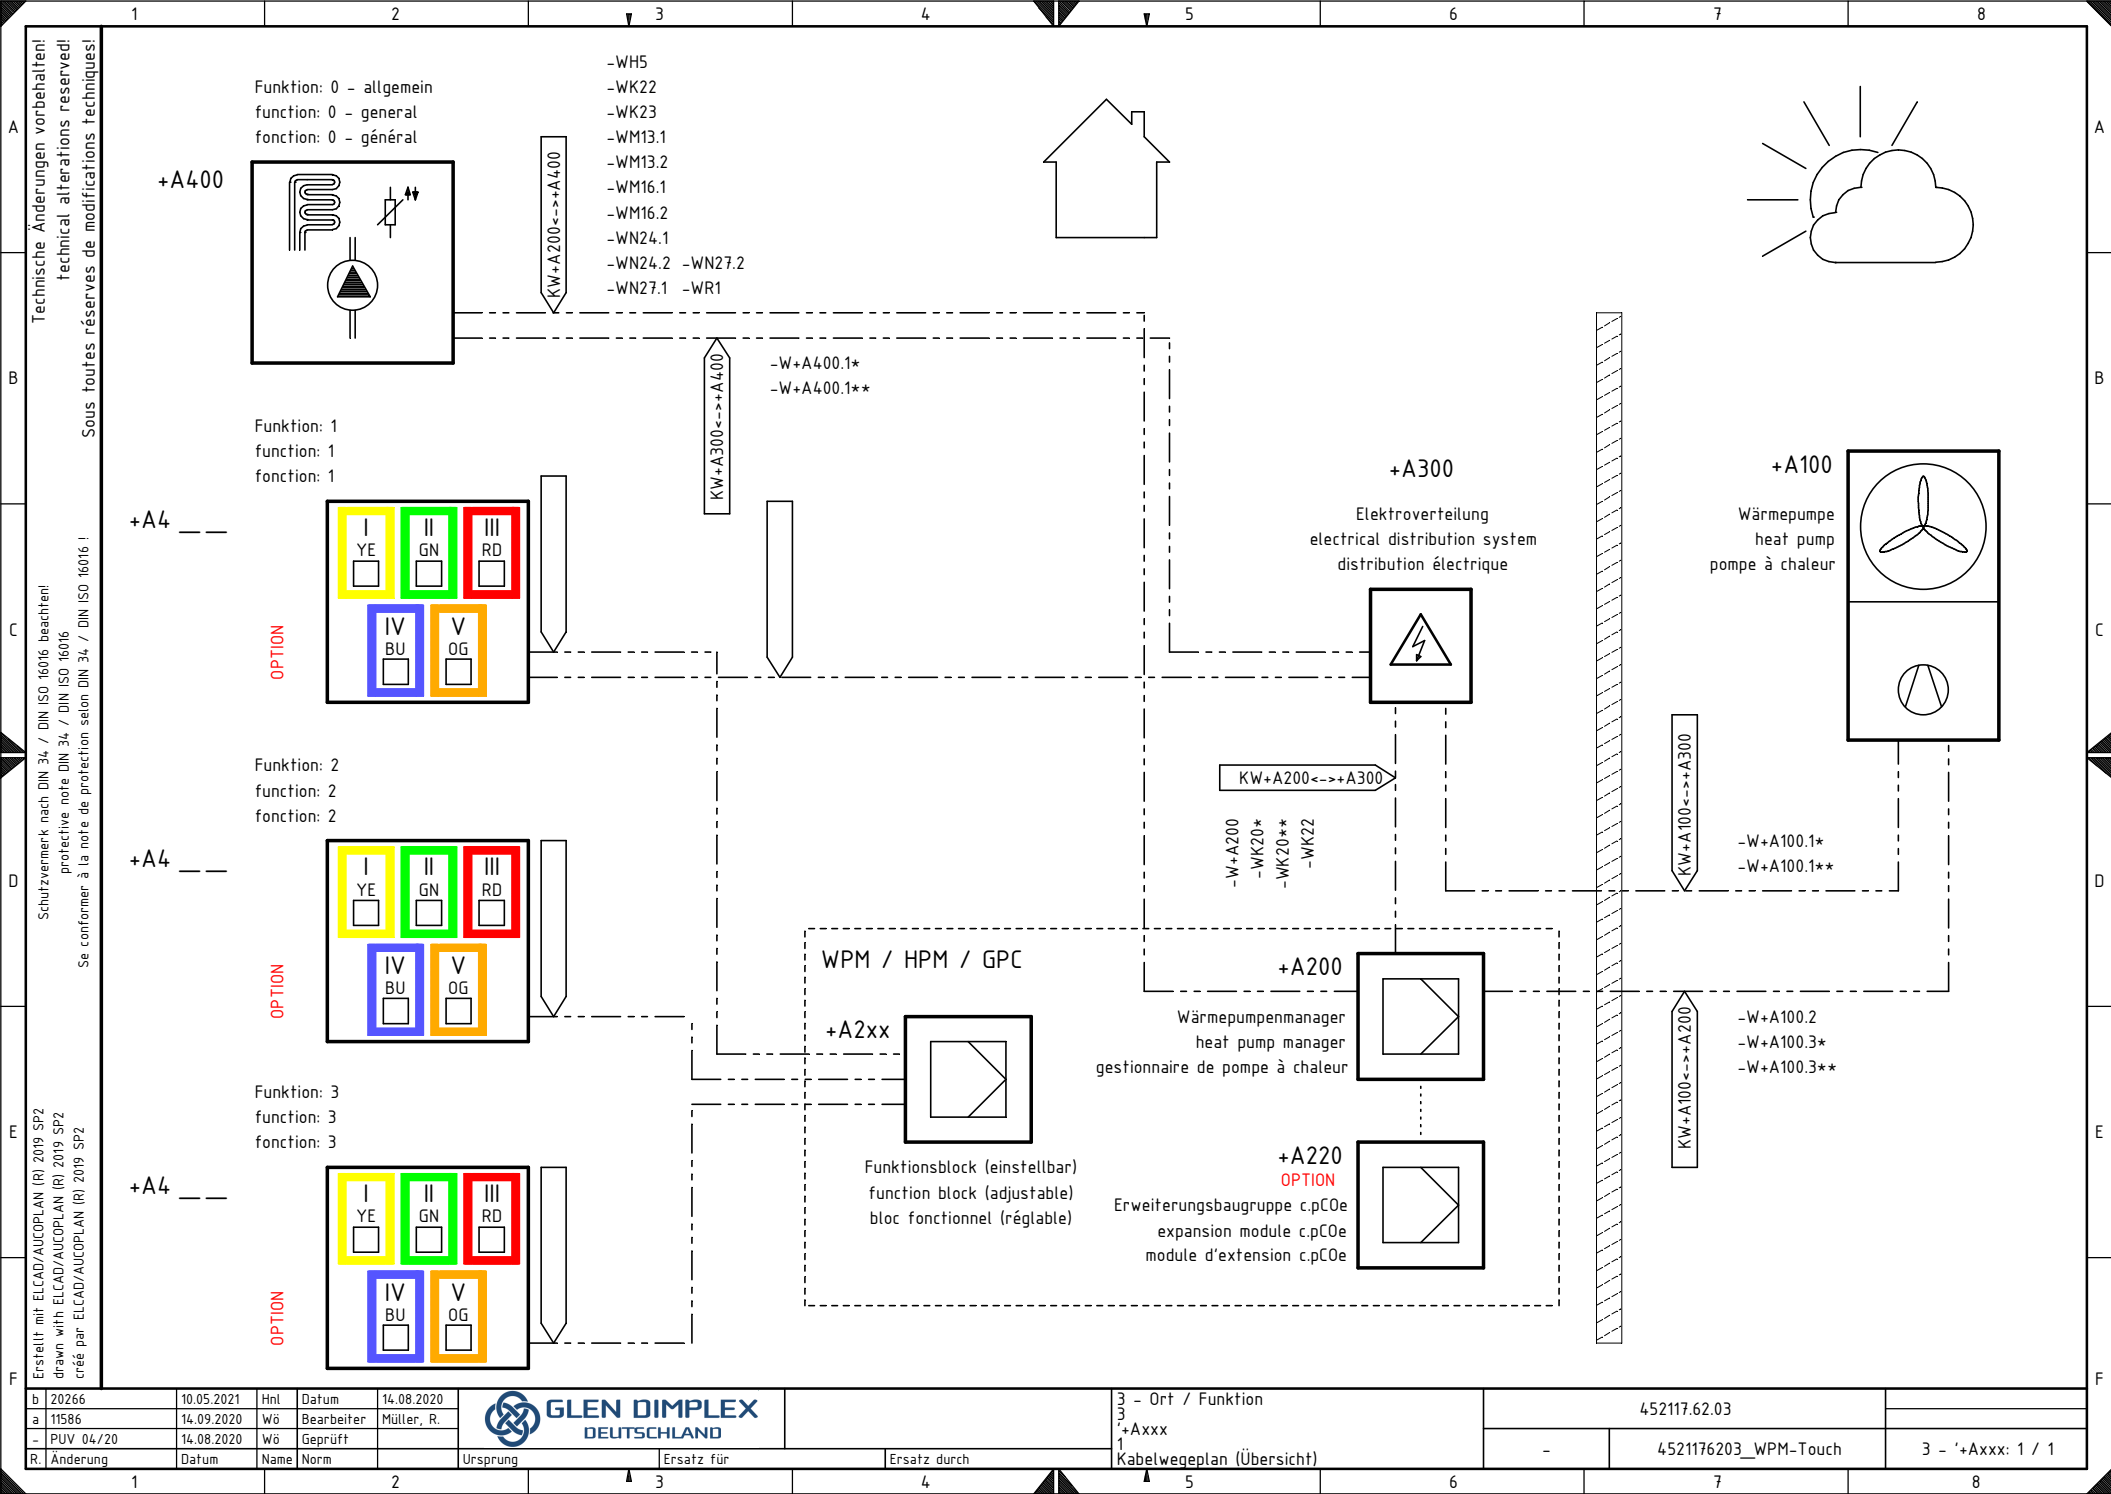 1 2 3 4 5 6 7 8
A B C D E F
A B C D E F
Technische Änderungen vorbehalten!
technical alterations reserved!
Sous toutes réserves de modifications techniques!
Schutzvermerk nach DIN 34 / DIN ISO 16016 beachten!
protective note DIN 34 / DIN ISO 16016
Se conformer à la note de protection selon DIN 34 / DIN ISO 16016 !
Erstellt mit ELCAD/AUCOPLAN (R) 2019 SP2
drawn with ELCAD/AUCOPLAN (R) 2019 SP2
créé par ELCAD/AUCOPLAN (R) 2019 SP2
Funktion: 0 - allgemein
function: 0 - general
fonction: 0 - général
+A400
KW+A200<->+A400
-WH5
-WK22
-WK23
-WM13.1
-WM13.2
-WM16.1
-WM16.2
-WN24.1
-WN24.2 -WN27.2
-WN27.1 -WR1
KW+A300<->+A400
-W+A400.1*
-W+A400.1**
Funktion: 1
function: 1
fonction: 1
+A4 __ __
OPTION
I II III
YE GN RD
IV V
BU OG
Funktion: 2
function: 2
fonction: 2
+A4 __ __
OPTION
I II III
YE GN RD
IV V
BU OG
Funktion: 3
function: 3
fonction: 3
+A4 __ __
OPTION
I II III
YE GN RD
IV V
BU OG
+A300
Elektroverteilung
electrical distribution system
distribution électrique
+A100
Wärmepumpe
heat pump
pompe à chaleur
KW+A200<->+A300
-W+A200
-WK20*
-WK20**
-WK22
KW+A100<->+A300
-W+A100.1*
-W+A100.1**
KW+A100<->+A200
-W+A100.2
-W+A100.3*
-W+A100.3**
WPM / HPM / GPC
+A2xx
Funktionsblock (einstellbar)
function block (adjustable)
bloc fonctionnel (réglable)
+A200
Wärmepumpenmanager
heat pump manager
gestionnaire de pompe à chaleur
+A220
OPTION
Erweiterungsbaugruppe c.pCOe
expansion module c.pCOe
module d'extension c.pCOe
b 20266 10.05.2021 Hnl Datum 14.08.2020
a 11586 14.09.2020 Wö Bearbeiter Müller, R.
- PUV 04/20 14.08.2020 Wö Geprüft
R. Änderung Datum Name Norm
GLEN DIMPLEX
DEUTSCHLAND
Ursprung Ersatz für Ersatz durch
3 - Ort / Funktion
3
'+Axxx
1
Kabelwegeplan (Übersicht)
452117.62.03
- 4521176203_WPM-Touch 3 - '+Axxx: 1 / 1
1 2 3 4 5 6 7 8